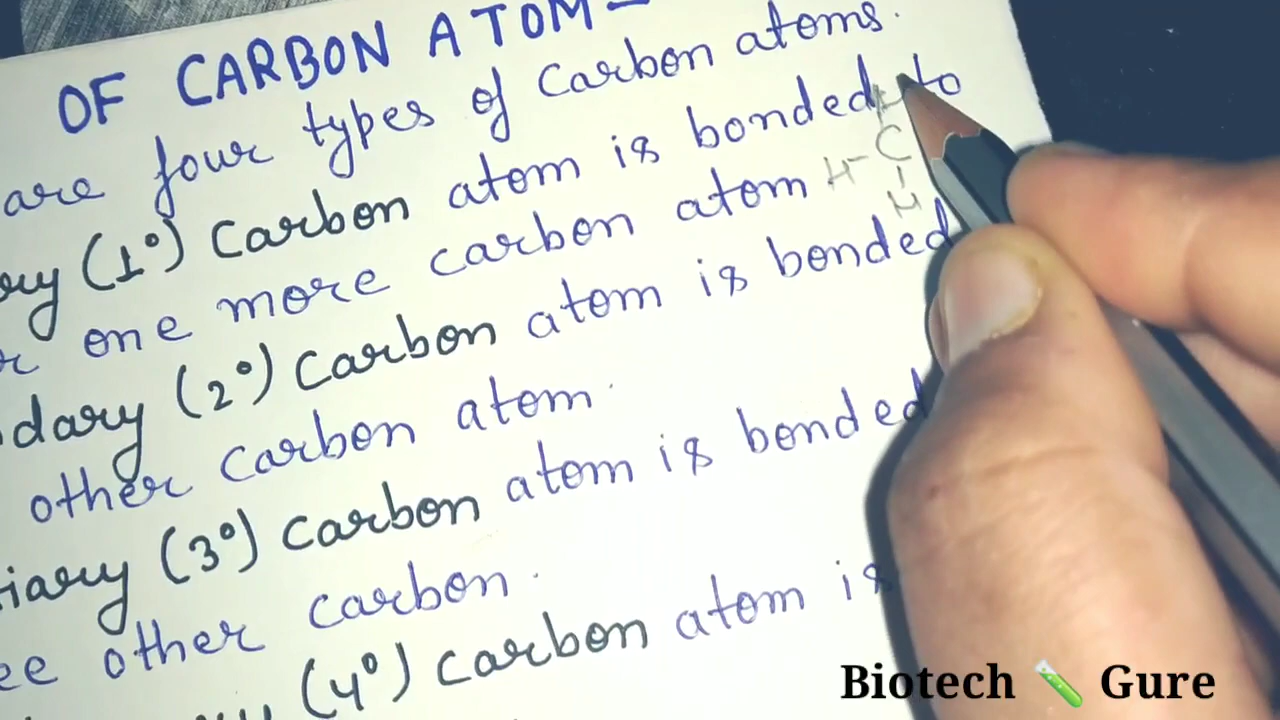 OF CARBON ATOM-
are four types of Carbon atoms.
ry (1°) Carbon atom is bonded to
one more carbon atom
H-C
H
dary (2°) Carbon atom is bonded
other carbon atom.
iary (3°) Carbon atom is bonded
ee other carbon.
(4°) Carbon atom is
Biotech Gure